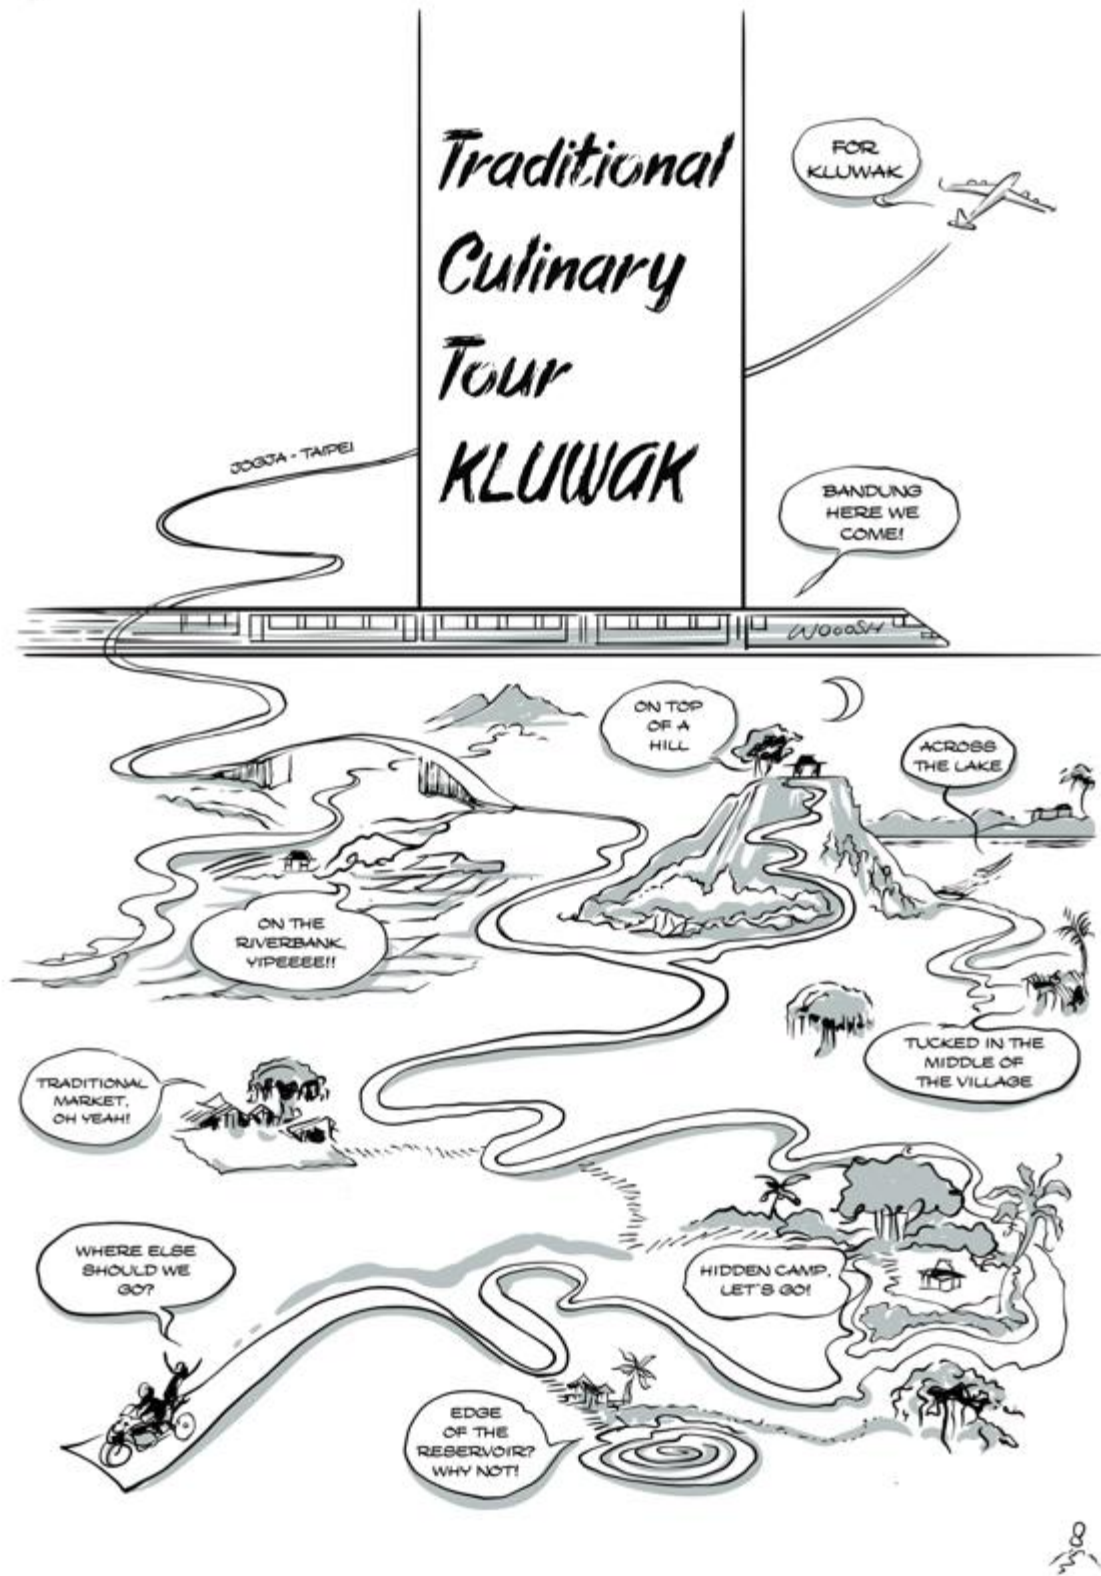 Traditional
Culinary
Tour
KLUWAK
FOR
KLUWAK
JOGJA - TAIPEI
BANDUNG
HERE WE
COME!
WOOOSH
ON TOP
OF A
HILL
ACROSS
THE LAKE
ON THE
RIVERBANK,
YIPEEEE!!
TUCKED IN THE
MIDDLE OF
THE VILLAGE
TRADITIONAL
MARKET,
OH YEAH!
WHERE ELSE
SHOULD WE
GO?
HIDDEN CAMP,
LET'S GO!
EDGE
OF THE
RESERVOIR?
WHY NOT!
8